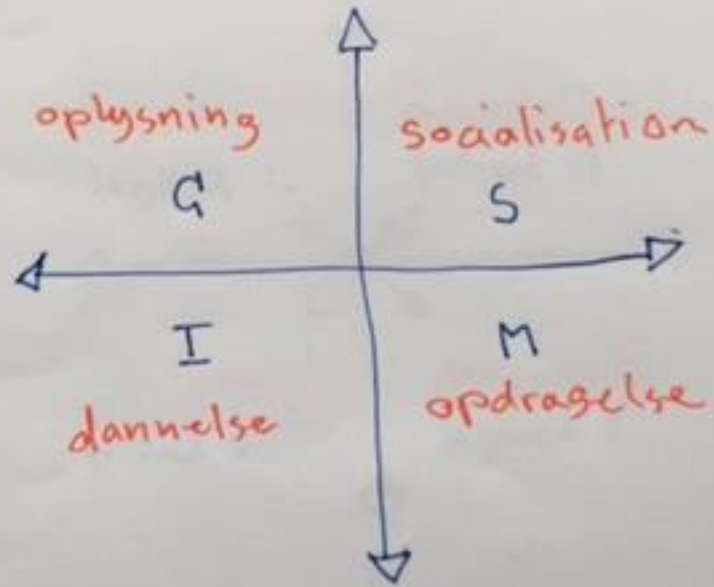 oplysning
socialisation
G
S
I
M
dannelse
opdragelse